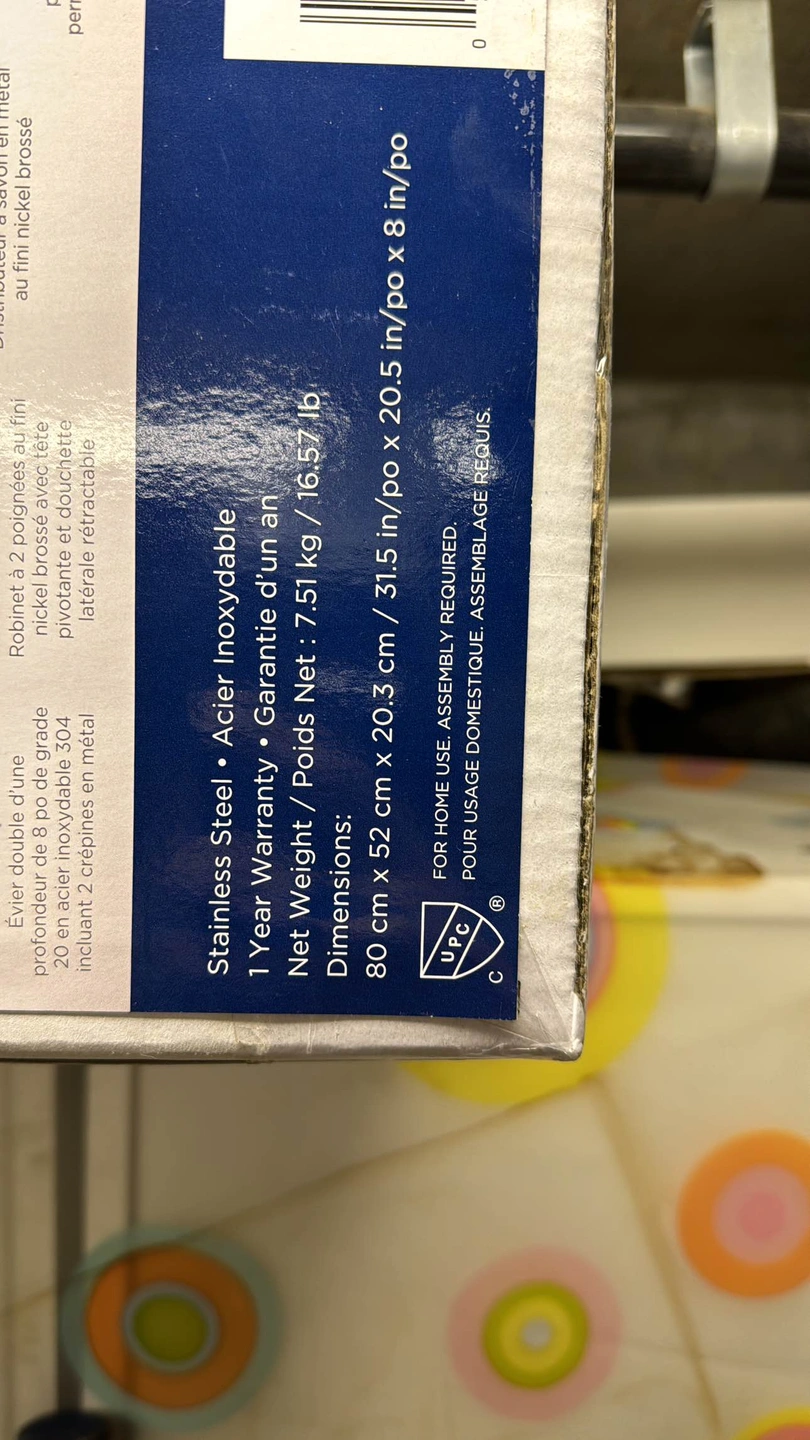 au fini nickel brossé
Robinet à 2 poignées au fini
nickel brossé avec tête
pivotante et douchette
latérale rétractable
Évier double d'une
profondeur de 8 po de grade
20 en acier inoxydable 304
incluant 2 crépines en métal
Stainless Steel • Acier Inoxydable
1 Year Warranty • Garantie d'un an
Net Weight / Poids Net : 7.51 kg / 16.57 lb
Dimensions:
80 cm x 52 cm x 20.3 cm / 31.5 in/po x 20.5 in/po x 8 in/po
FOR HOME USE. ASSEMBLY REQUIRED.
POUR USAGE DOMESTIQUE. ASSEMBLAGE REQUIS.
UPC
C ®
0